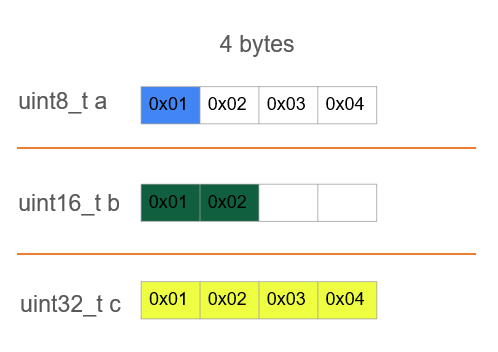 4 bytes
uint8_t a 0x01 0x02 0x03 0x04
uint16_t b 0x01 0x02
uint32_t c 0x01 0x02 0x03 0x04